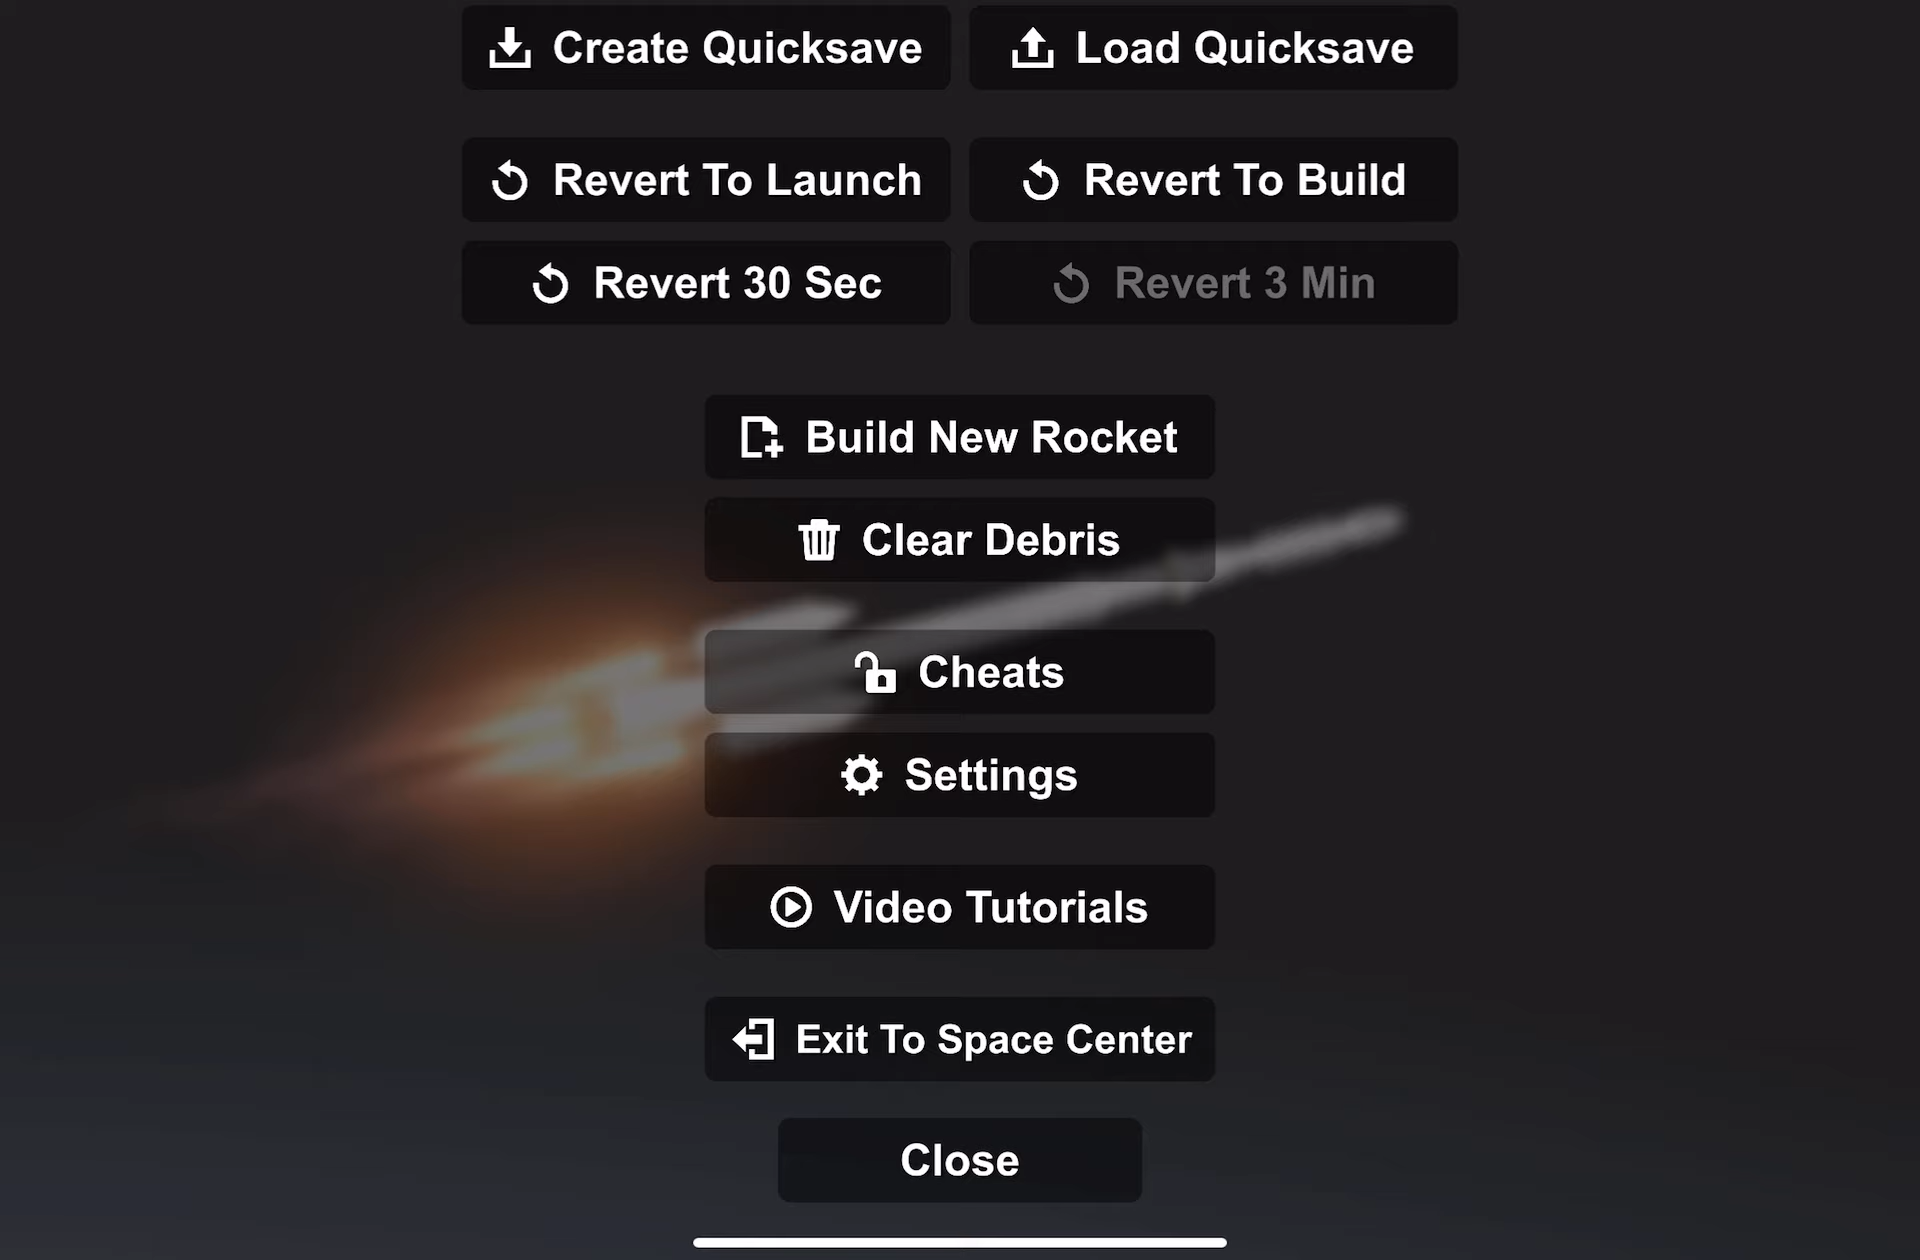 Create Quicksave
Load Quicksave
Revert To Launch
Revert To Build
Revert 30 Sec
Revert 3 Min
Build New Rocket
Clear Debris
Cheats
Settings
Video Tutorials
Exit To Space Center
Close